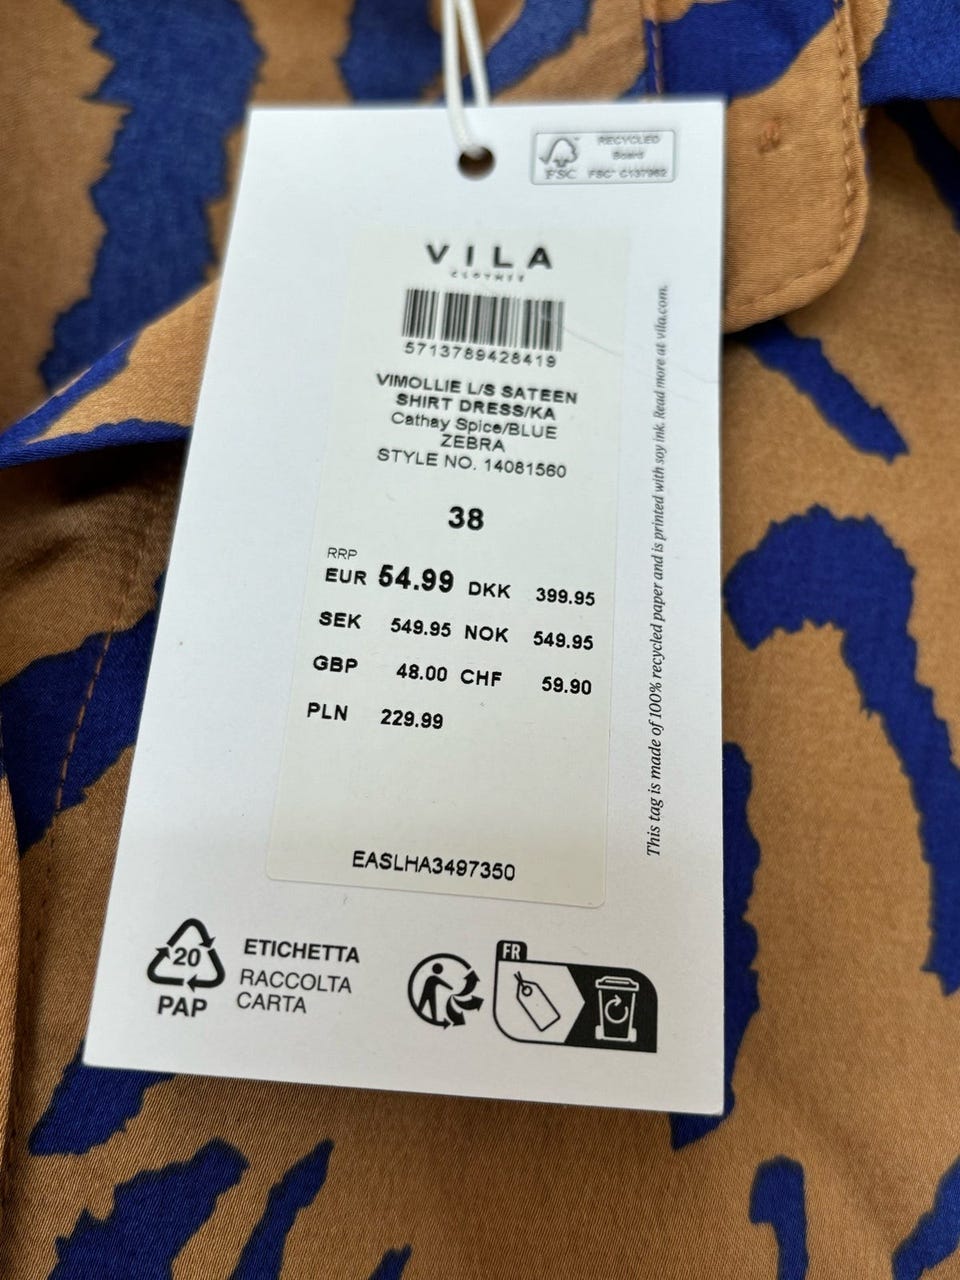 FSC
RECYCLED
Board
FSC® C137982
VILA
CLOTHES
5713789428419
VIMOLLIE L/S SATEEN
SHIRT DRESS/KA
Cathay Spice/BLUE
ZEBRA
STYLE NO. 14081560
38
RRP
EUR 54.99 DKK 399.95
SEK 549.95 NOK 549.95
GBP 48.00 CHF 59.90
PLN 229.99
EASLHA3497350
This tag is made of 100% recycled paper and is printed with soy ink. Read more at vila.com.
20
PAP
ETICHETTA
RACCOLTA
CARTA
FR